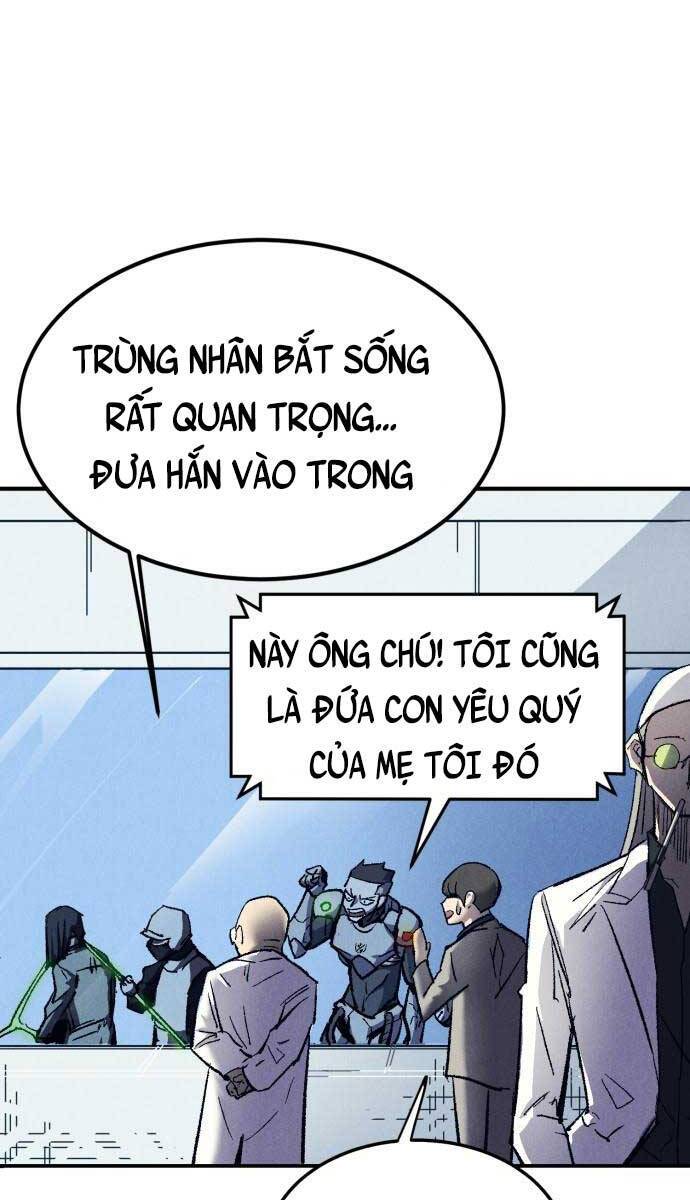 TRÙNG NHÂN BẮT SỐNG
RẤT QUAN TRỌNG...
ĐƯA HẮN VÀO TRONG
NÀY ÔNG CHÚ! TÔI CŨNG
LÀ ĐỨA CON YÊU QUÝ
CỦA MẸ TÔI ĐÓ